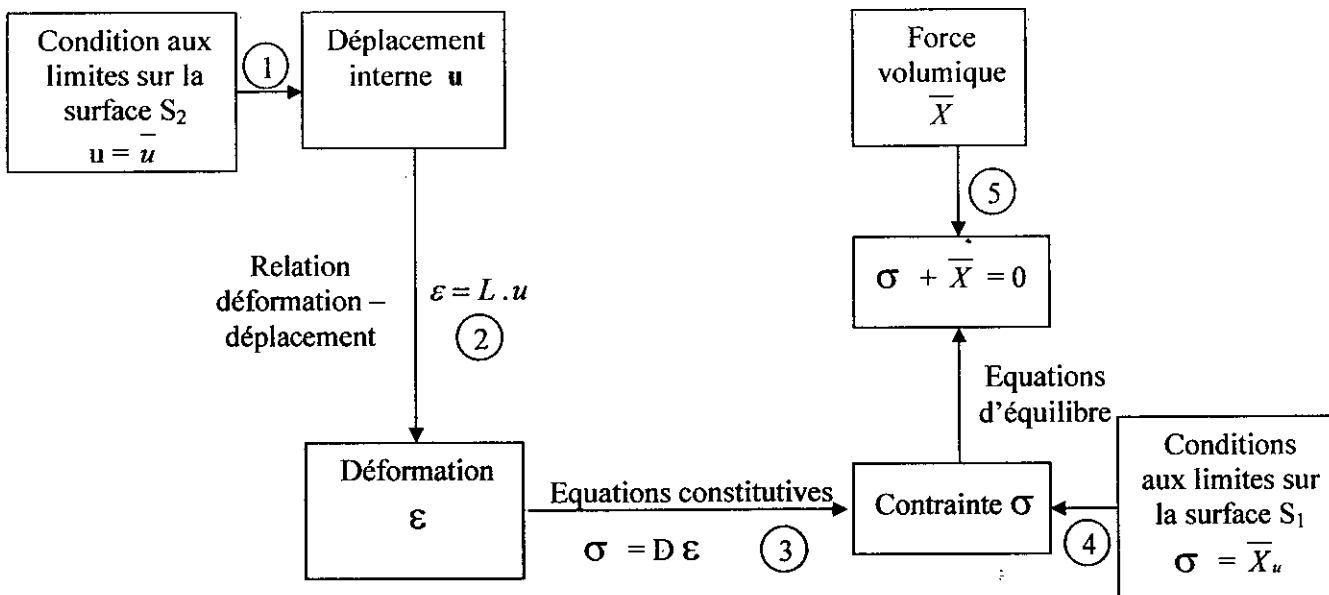 Condition aux
limites sur la
surface S₂
u = u̅
①
Déplacement
interne u
Relation
déformation –
déplacement
ε = L . u
②
Déformation
ε
Equations constitutives
σ = D ε
③
Force
volumique
X̅
⑤
σ + X̅ = 0
Equations
d’équilibre
Contrainte σ
④
Conditions
aux limites sur
la surface S₁
σ = X̅ᵤ